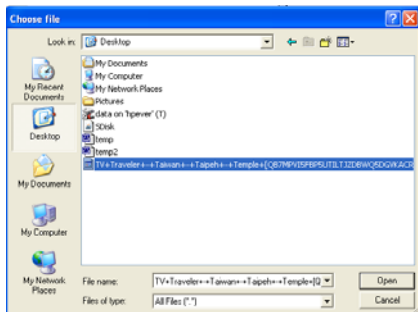 Choose file
Look in:
Desktop
My Recent
Documents
Desktop
My Documents
My Computer
My Network
Places
My Documents
My Computer
My Network Places
Pictures
data on 'hpever' (T)
SDisk
temp
temp2
TV+Traveler+-+Taiwan+-+Taipeh+-+Temple+[QB7MPVI5FBP5UTILTJZDBWQ5DGVKACR
File name:
TV+Traveler+-+Taiwan+-+Taipeh+-+Temple+[Q
Open
Files of type:
All Files (*.*)
Cancel